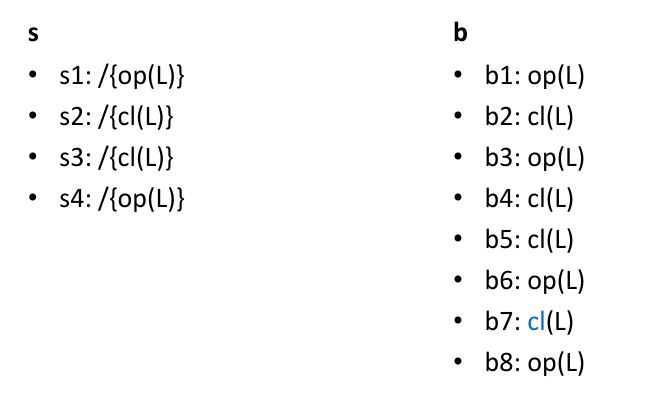 s
• s1: /{op(L)}
• s2: /{cl(L)}
• s3: /{cl(L)}
• s4: /{op(L)}
b
• b1: op(L)
• b2: cl(L)
• b3: op(L)
• b4: cl(L)
• b5: cl(L)
• b6: op(L)
• b7: cl(L)
• b8: op(L)